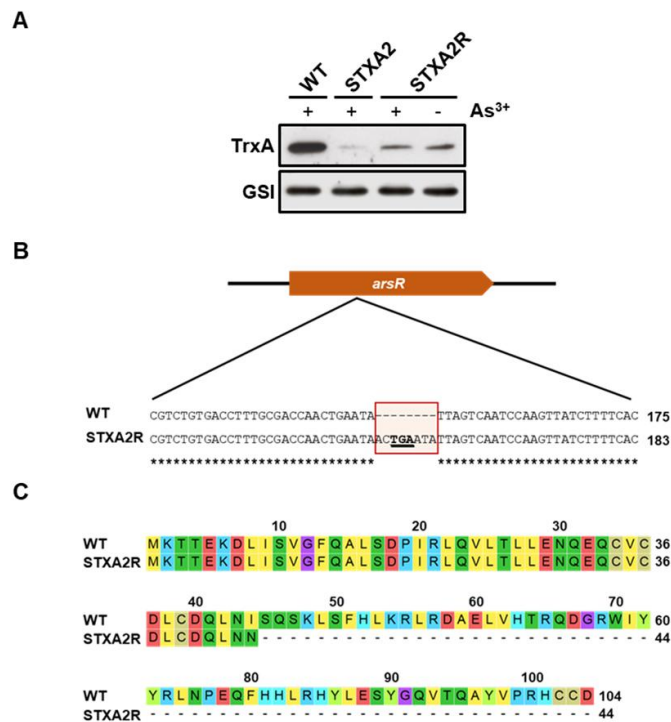 A
WT STXA2 STXA2R
+ + + - As3+
TrxA
GSI
B
arsR
WT CGTCTGTGACCTTTGCGACCAACTGAATA--------TTAGTCAATCCAAGTTATCTTTTCAC 175
STXA2R CGTCTGTGACCTTTGCGACCAACTGAATAACTGAATATTAGTCAATCCAAGTTATCTTTTCAC 183
***************************** **************************
C
10 20 30
WT MKTTEKDLISVGFQALSDPIRLQVLTLLENQEQCVC 36
STXA2R MKTTEKDLISVGFQALSDPIRLQVLTLLENQEQCVC 36
40 50 60 70
WT DLCDQLNISQSKLSFHLKRLRDAELVHTRQDGRWIY 60
STXA2R DLCDQLNN---------------------------- 44
80 90 100
WT YRLNPEQFHHLRHYLESYGQVTQAYVPRHCCD 104
STXA2R -------------------------------- 44